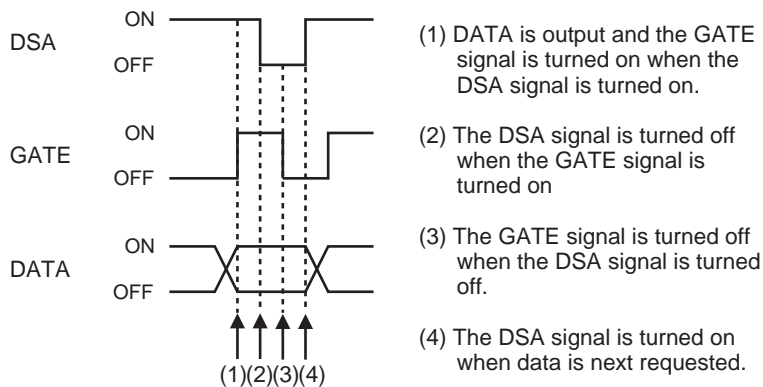 DSA
ON
OFF
GATE
ON
OFF
DATA
ON
OFF
(1)(2)(3)(4)
(1) DATA is output and the GATE
signal is turned on when the
DSA signal is turned on.
(2) The DSA signal is turned off
when the GATE signal is
turned on
(3) The GATE signal is turned off
when the DSA signal is turned
off.
(4) The DSA signal is turned on
when data is next requested.